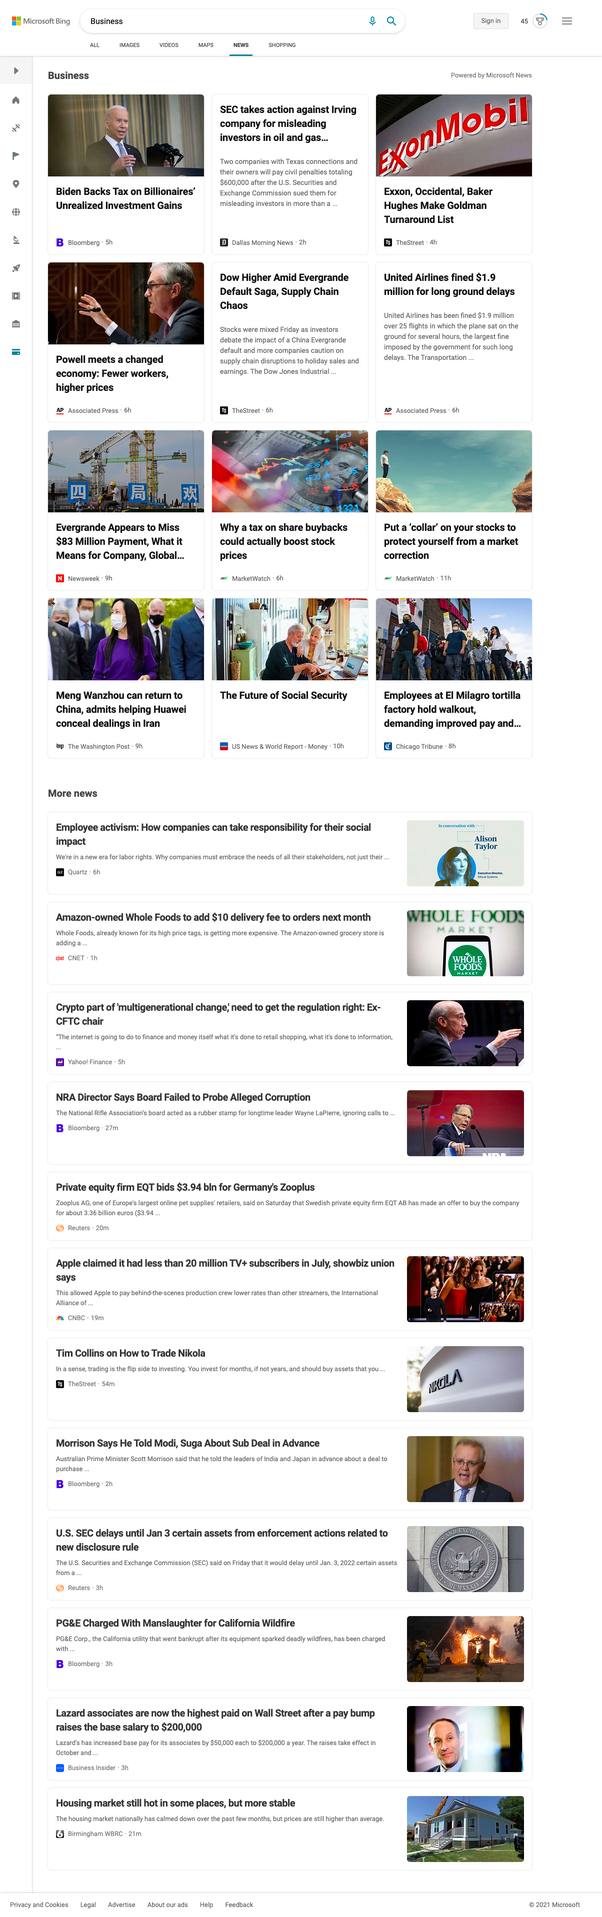 Microsoft Bing
Business
Sign in
45
ALL IMAGES VIDEOS MAPS NEWS SHOPPING
Business
Powered by Microsoft News
ExxonMobil
Biden Backs Tax on Billionaires’
Unrealized Investment Gains
Bloomberg · 5h
SEC takes action against Irving
company for misleading
investors in oil and gas...
Two companies with Texas connections and
their owners will pay civil penalties totaling
$600,000 after the U.S. Securities and
Exchange Commission sued them for
misleading investors in more than a ...
Dallas Morning News · 2h
Exxon, Occidental, Baker
Hughes Make Goldman
Turnaround List
TheStreet · 4h
Powell meets a changed
economy: Fewer workers,
higher prices
Associated Press · 6h
Dow Higher Amid Evergrande
Default Saga, Supply Chain
Chaos
Stocks were mixed Friday as investors
debate the impact of a China Evergrande
default and more companies caution on
supply chain disruptions to holiday sales and
earnings. The Dow Jones Industrial ...
TheStreet · 6h
United Airlines fined $1.9
million for long ground delays
United Airlines has been fined $1.9 million
over 25 flights in which the plane sat on the
ground for several hours, the largest fine
imposed by the government for such long
delays. The Transportation ...
Associated Press · 6h
四 局 欢
Evergrande Appears to Miss
$83 Million Payment, What it
Means for Company, Global...
Newsweek · 9h
Why a tax on share buybacks
could actually boost stock
prices
MarketWatch · 6h
Put a ‘collar’ on your stocks to
protect yourself from a market
correction
MarketWatch · 11h
Meng Wanzhou can return to
China, admits helping Huawei
conceal dealings in Iran
The Washington Post · 9h
The Future of Social Security
US News & World Report - Money · 10h
Employees at El Milagro tortilla
factory hold walkout,
demanding improved pay and...
Chicago Tribune · 8h
More news
Employee activism: How companies can take responsibility for their social
impact
We're in a new era for labor rights. Why companies must embrace the needs of all their stakeholders, not just their ...
Quartz · 6h
In conversation with
Alison
Taylor
Amazon-owned Whole Foods to add $10 delivery fee to orders next month
Whole Foods, already known for its high price tags, is getting more expensive. The Amazon-owned grocery store is
adding a ...
CNET · 1h
WHOLE FOODS
MARKET
WHOLE
FOODS
MARKET
Crypto part of 'multigenerational change,' need to get the regulation right: Ex-
CFTC chair
"The internet is going to do to finance and money itself what it's done to retail shopping, what it's done to information,
...
Yahoo! Finance · 5h
NRA Director Says Board Failed to Probe Alleged Corruption
The National Rifle Association's board acted as a rubber stamp for longtime leader Wayne LaPierre, ignoring calls to ...
Bloomberg · 27m
NRA
Private equity firm EQT bids $3.94 bln for Germany's Zooplus
Zooplus AG, one of Europe's largest online pet supplies' retailers, said on Saturday that Swedish private equity firm EQT AB has made an offer to buy the company
for about 3.36 billion euros ($3.94 ...
Reuters · 20m
Apple claimed it had less than 20 million TV+ subscribers in July, showbiz union
says
This allowed Apple to pay behind-the-scenes production crew lower rates than other streamers, the International
Alliance of ...
CNBC · 19m
Tim Collins on How to Trade Nikola
In a sense, trading is the flip side to investing. You invest for months, if not years, and should buy assets that you ...
TheStreet · 54m
NIKOLA
Morrison Says He Told Modi, Suga About Sub Deal in Advance
Australian Prime Minister Scott Morrison said that he told the leaders of India and Japan in advance about a deal to
purchase ...
Bloomberg · 2h
U.S. SEC delays until Jan 3 certain assets from enforcement actions related to
new disclosure rule
The U.S. Securities and Exchange Commission (SEC) said on Friday that it would delay until Jan. 3, 2022 certain assets
from a ...
Reuters · 3h
PG&E Charged With Manslaughter for California Wildfire
PG&E Corp., the California utility that went bankrupt after its equipment sparked deadly wildfires, has been charged
with ...
Bloomberg · 3h
Lazard associates are now the highest paid on Wall Street after a pay bump
raises the base salary to $200,000
Lazard's has increased base pay for its associates by $50,000 each to $200,000 a year. The raises take effect in
October and ...
Business Insider · 3h
Housing market still hot in some places, but more stable
The housing market nationally has calmed down over the past few months, but prices are still higher than average.
Birmingham WBRC · 21m
Privacy and Cookies Legal Advertise About our ads Help Feedback
© 2021 Microsoft